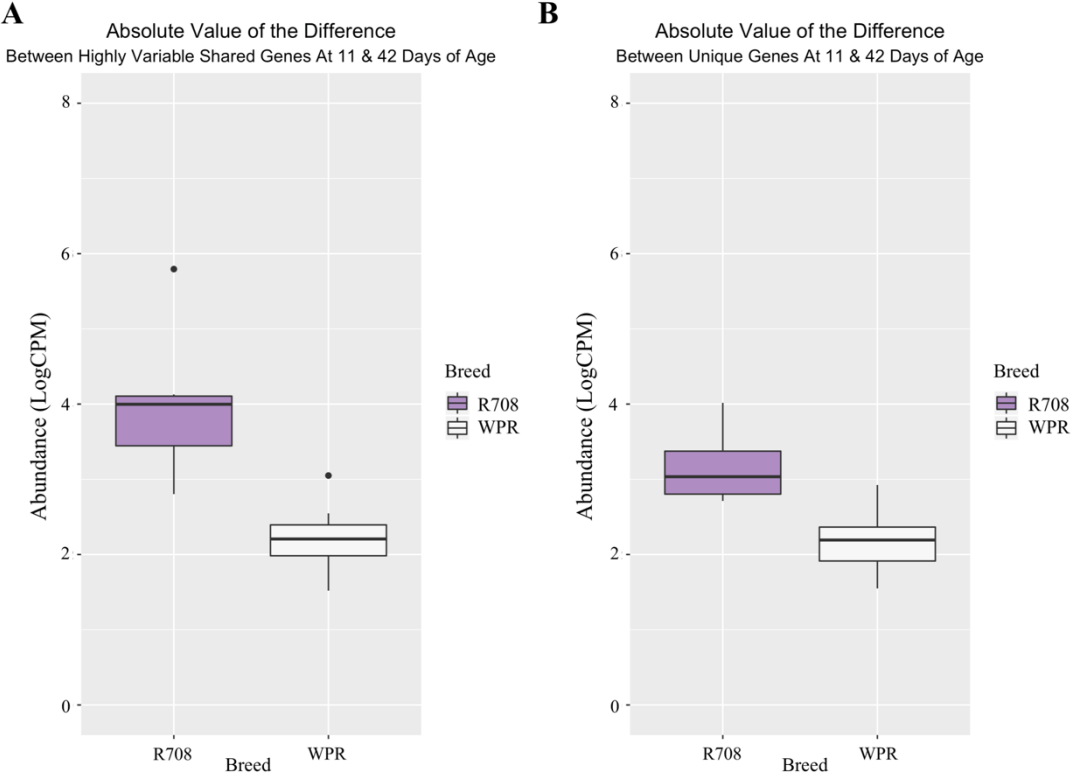 A
Absolute Value of the Difference
Between Highly Variable Shared Genes At 11 & 42 Days of Age
8
6
4
2
0
Abundance (LogCPM)
R708
WPR
Breed
Breed
R708
WPR
B
Absolute Value of the Difference
Between Unique Genes At 11 & 42 Days of Age
8
6
4
2
0
Abundance (LogCPM)
R708
WPR
Breed
Breed
R708
WPR